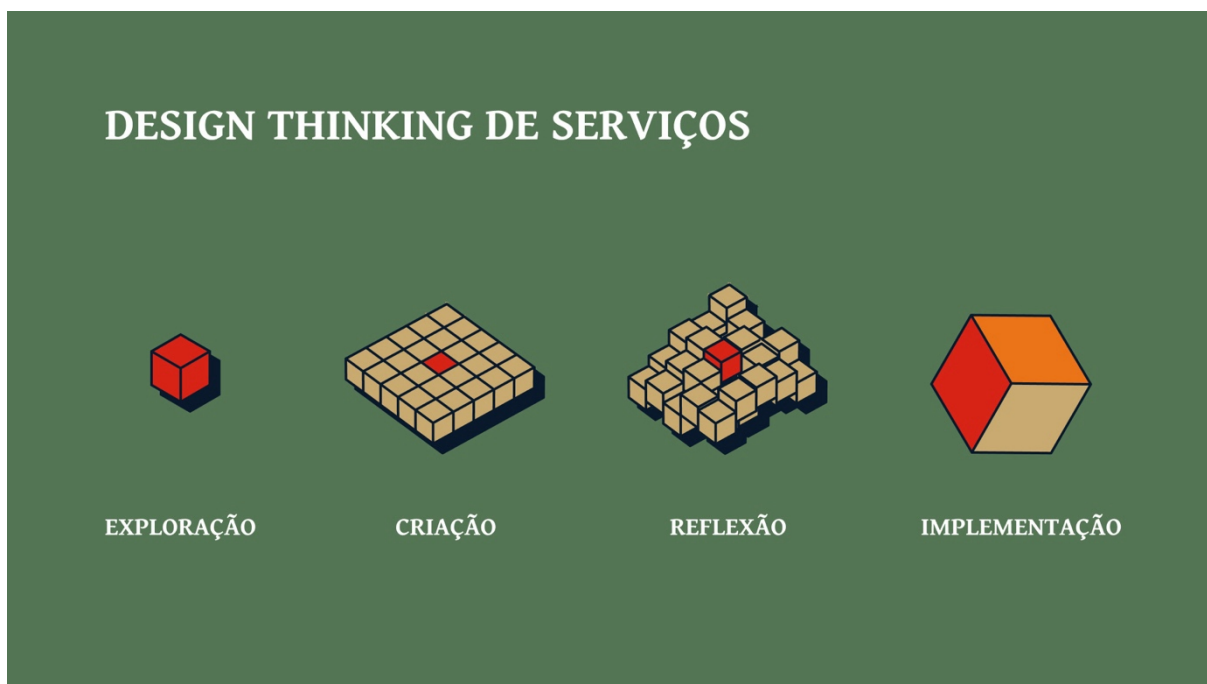 DESIGN THINKING DE SERVIÇOS
EXPLORAÇÃO
CRIAÇÃO
REFLEXÃO
IMPLEMENTAÇÃO